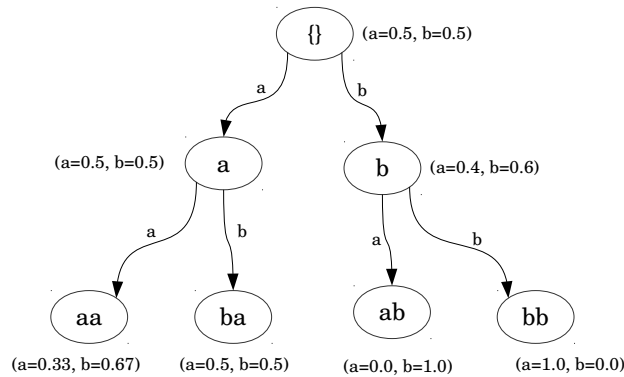 {}
(a=0.5, b=0.5)
a
b
(a=0.5, b=0.5)
a
b
(a=0.4, b=0.6)
a
b
a
b
aa
ba
ab
bb
(a=0.33, b=0.67)
(a=0.5, b=0.5)
(a=0.0, b=1.0)
(a=1.0, b=0.0)